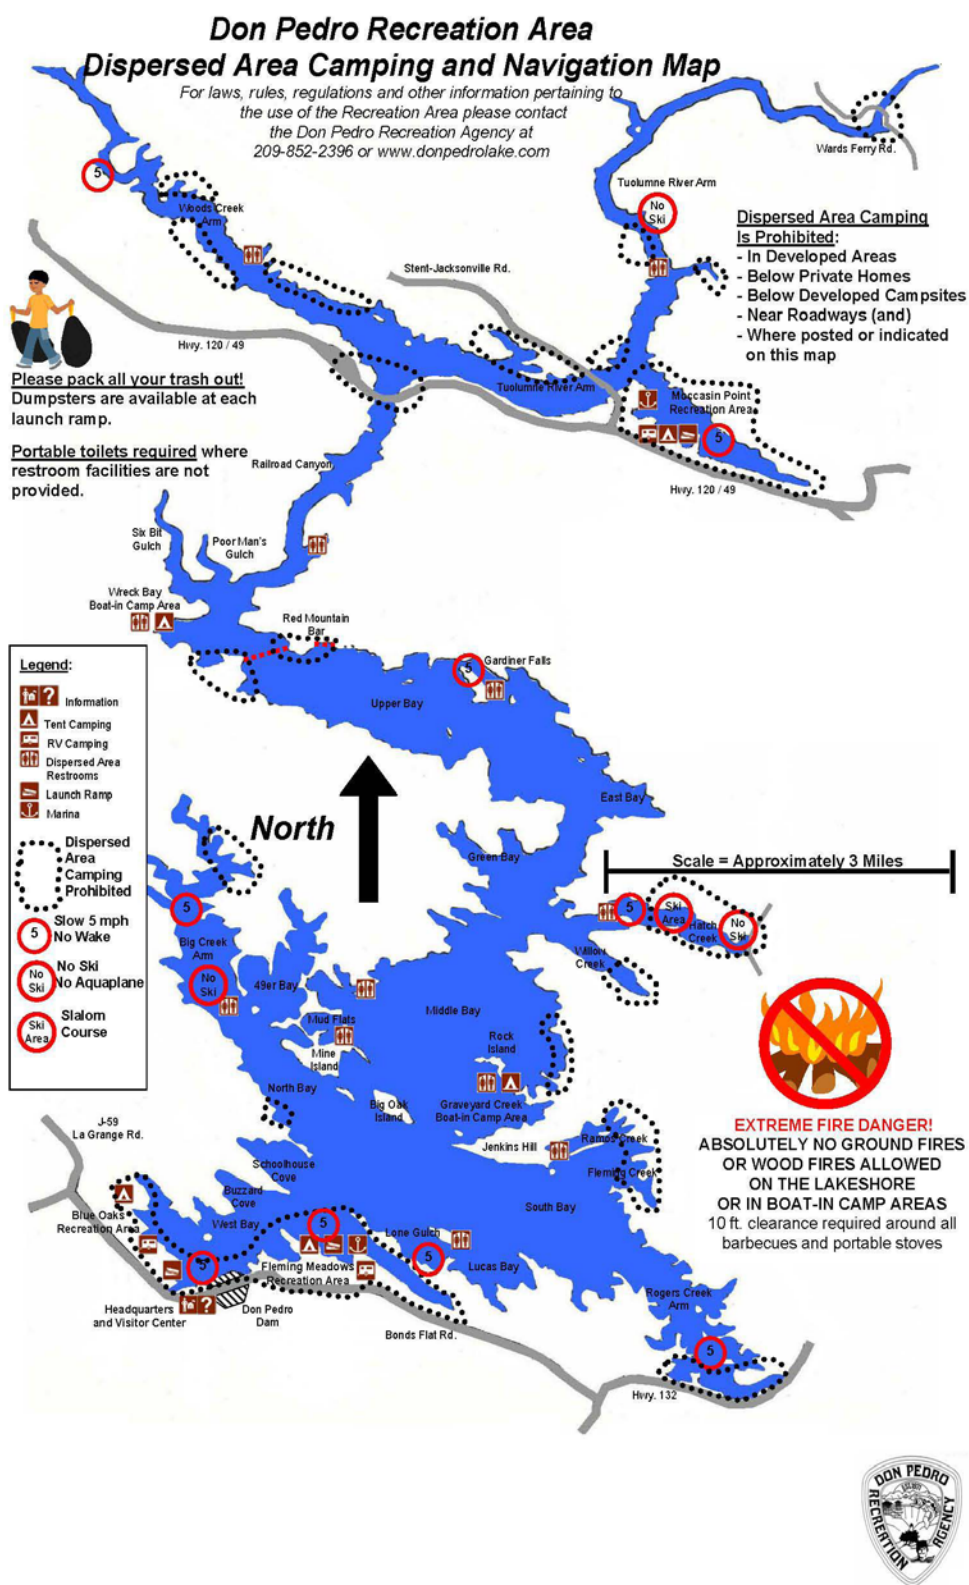 Don Pedro Recreation Area
Dispersed Area Camping and Navigation Map
For laws, rules, regulations and other information pertaining to
the use of the Recreation Area please contact
the Don Pedro Recreation Agency at
209-852-2396 or www.donpedrolake.com
Wards Ferry Rd.
5
Tuolumne River Arm
No
Ski
Woods Creek
Arm
Dispersed Area Camping
Is Prohibited:
- In Developed Areas
- Below Private Homes
- Below Developed Campsites
- Near Roadways (and)
- Where posted or indicated
on this map
Stent-Jacksonville Rd.
Hwy. 120 / 49
Please pack all your trash out!
Dumpsters are available at each
launch ramp.
Tuolumne River Arm
Moccasin Point
Recreation Area
5
Portable toilets required where
restroom facilities are not
provided.
Railroad Canyon
Hwy. 120 / 49
Six Bit
Gulch
Poor Man's
Gulch
Wreck Bay
Boat-in Camp Area
Red Mountain
Bar
5
Gardiner Falls
Upper Bay
Legend:
?
Information
Tent Camping
RV Camping
Dispersed Area
Restrooms
Launch Ramp
Marina
Dispersed
Area
Camping
Prohibited
5
Slow 5 mph
No Wake
No
Ski
No Ski
No Aquaplane
Ski
Area
Slalom
Course
North
East Bay
Green Bay
Scale = Approximately 3 Miles
5
Big Creek
Arm
No
Ski
5
Ski
Area
Hatch
Creek
No
Ski
Willow
Creek
49er Bay
Middle Bay
Mud Flats
Mine
Island
Rock
Island
North Bay
Big Oak
Island
Graveyard Creek
Boat-in Camp Area
EXTREME FIRE DANGER!
ABSOLUTELY NO GROUND FIRES
OR WOOD FIRES ALLOWED
ON THE LAKESHORE
OR IN BOAT-IN CAMP AREAS
10 ft. clearance required around all
barbecues and portable stoves
J-59
La Grange Rd.
Jenkins Hill
Ramos Creek
Fleming Creek
Schoolhouse
Cove
Buzzard
Cove
South Bay
Blue Oaks
Recreation Area
West Bay
5
Lone Gulch
5
5
Lucas Bay
Fleming Meadows
Recreation Area
Headquarters
and Visitor Center
?
Don Pedro
Dam
Bonds Flat Rd.
Rogers Creek
Arm
5
Hwy. 132
DON PEDRO
RECREATION
AGENCY